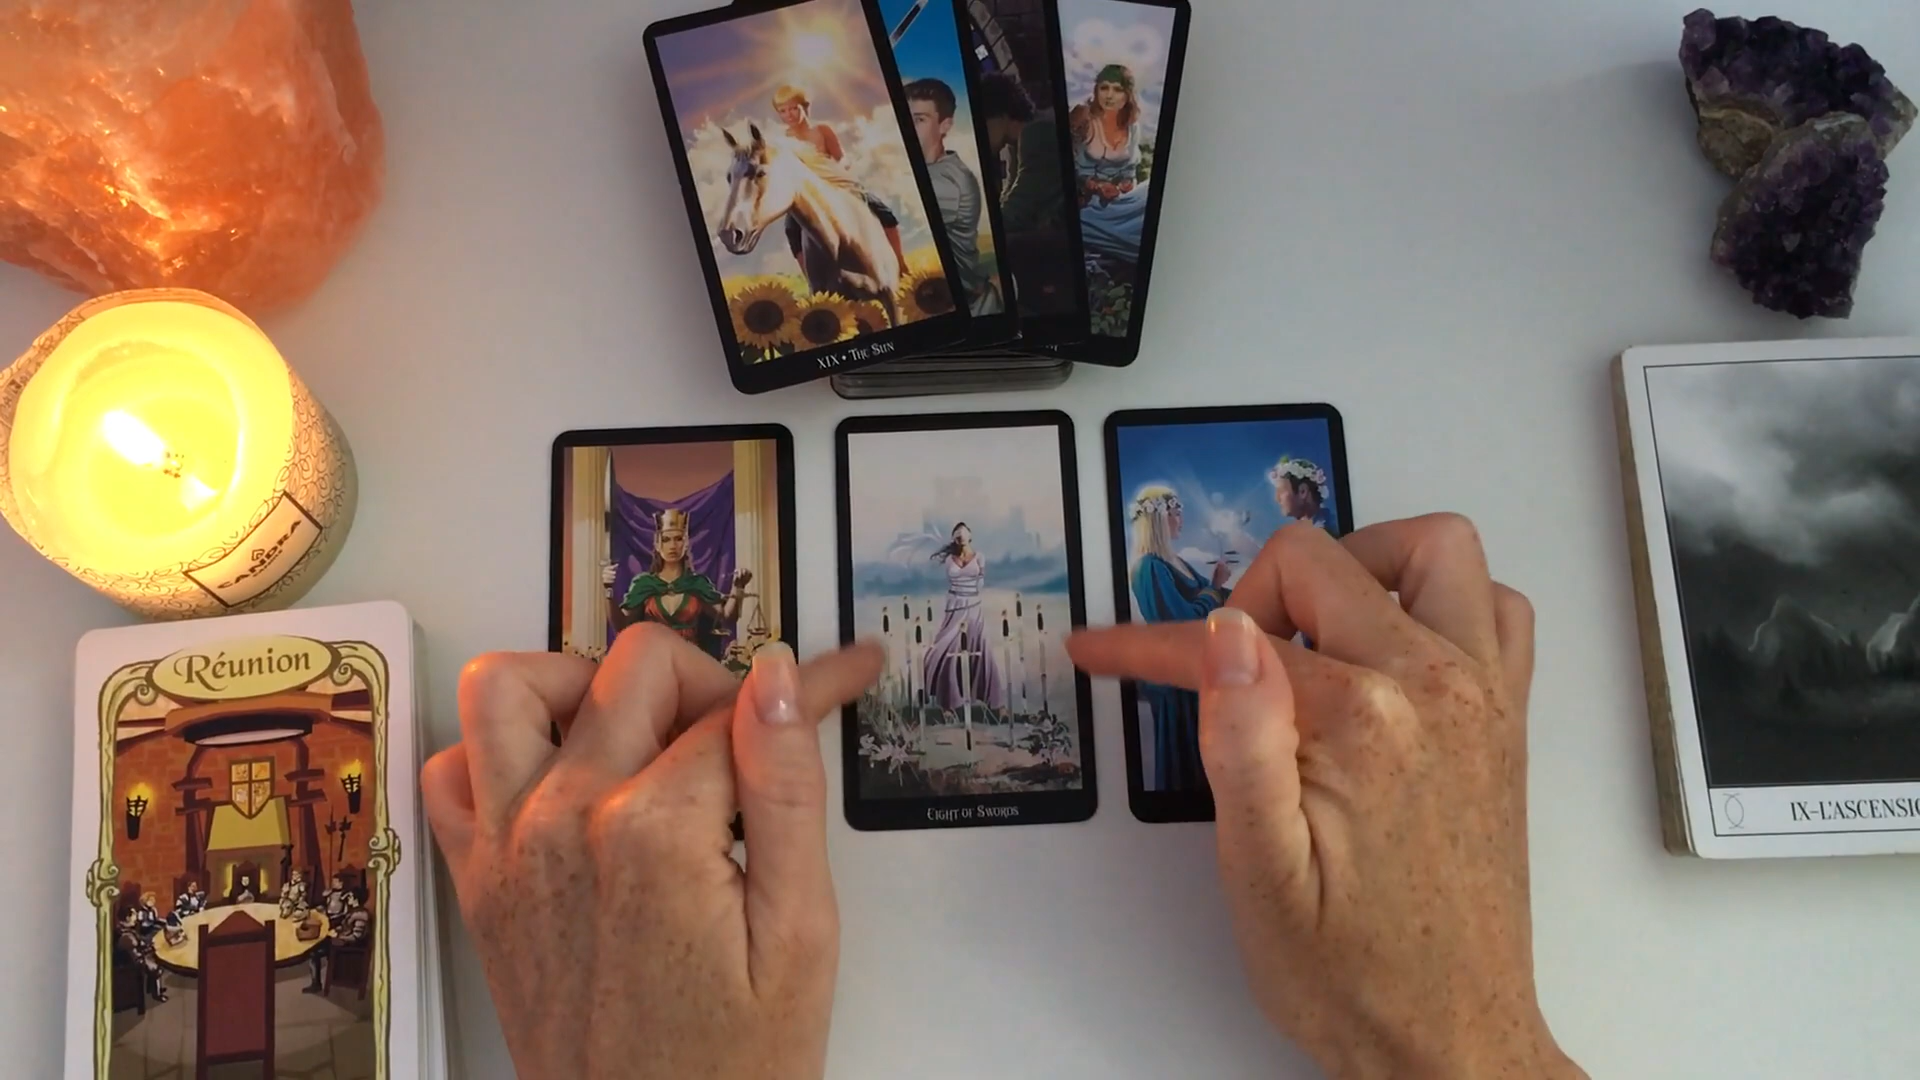 XIX • The Sun
CANDRA
Réunion
Eight of Swords
IX-L'ASCENSIO